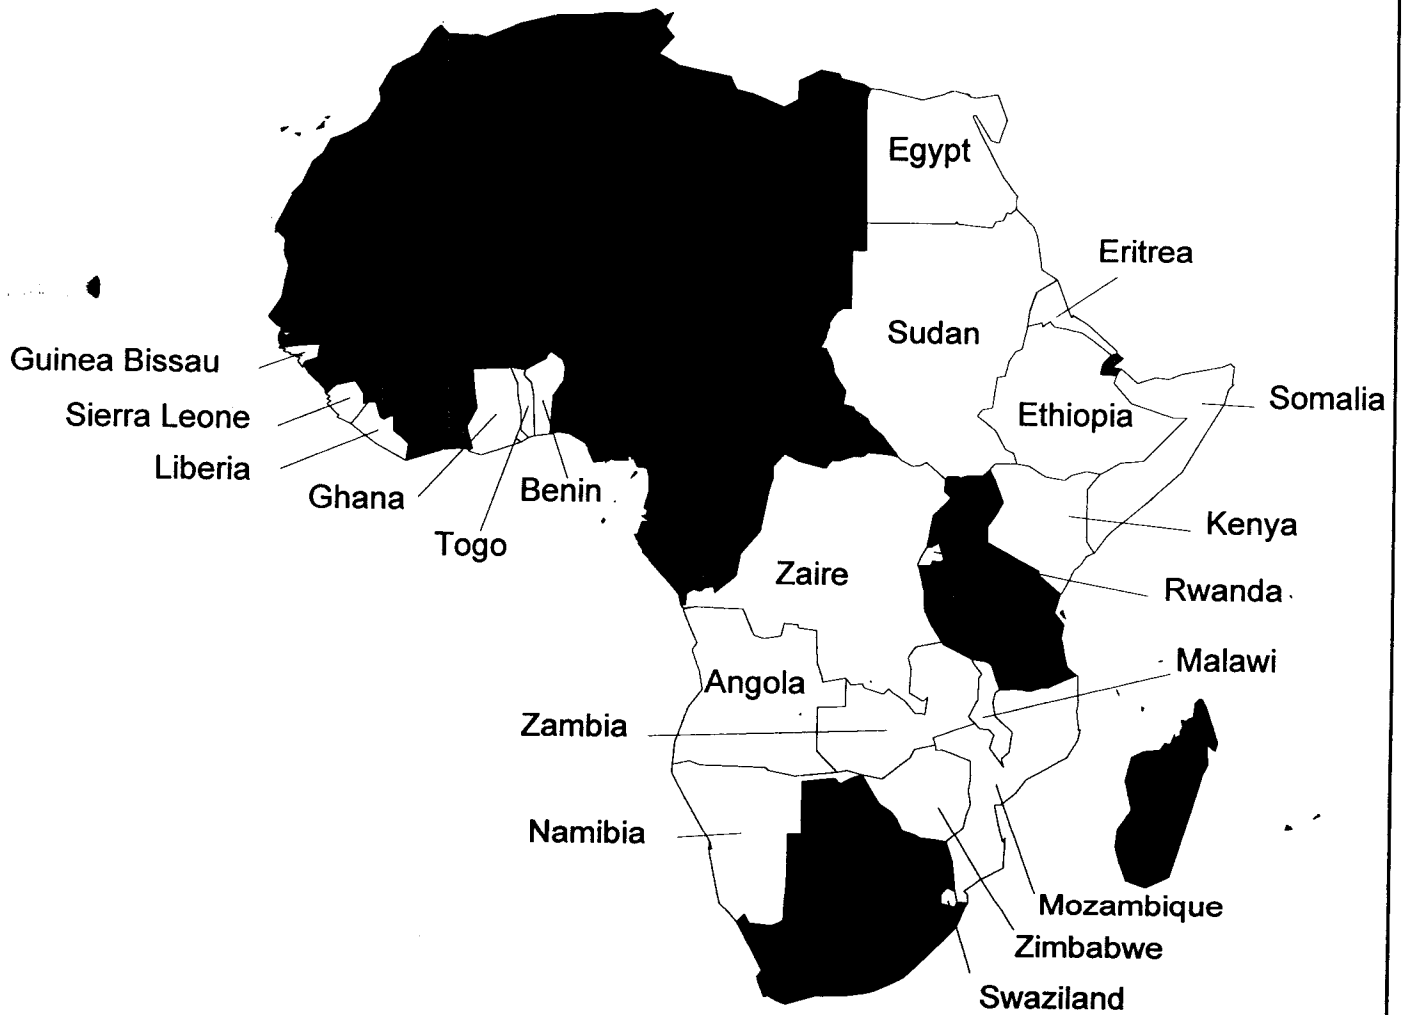 Egypt
Eritrea
Sudan
Guinea Bissau
Somalia
Sierra Leone
Ethiopia
Liberia
Ghana
Benin
Kenya
Togo
Zaire
Rwanda
Malawi
Angola
Zambia
Namibia
Mozambique
Zimbabwe
Swaziland